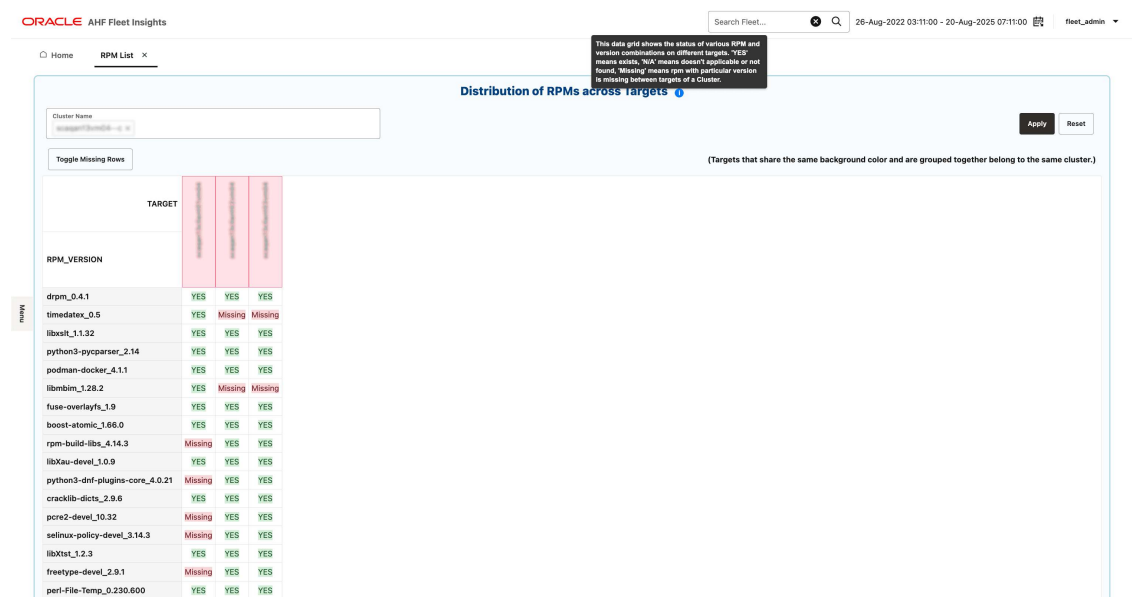 ORACLE AHF Fleet Insights
Search Fleet...
26-Aug-2022 03:11:00 - 20-Aug-2025 07:11:00
fleet_admin
Home
RPM List ×
This data grid shows the status of various RPM and
version combinations on different targets. 'YES'
means exists, 'N/A' means doesn't applicable or not
found, 'Missing' means rpm with particular version
is missing between targets of a Cluster.
Distribution of RPMs across Targets
Cluster Name
Apply
Reset
Toggle Missing Rows
(Targets that share the same background color and are grouped together belong to the same cluster.)
TARGET
RPM_VERSION
Menu
drpm_0.4.1 YES YES YES
timedatex_0.5 YES Missing Missing
libxslt_1.1.32 YES YES YES
python3-pycparser_2.14 YES YES YES
podman-docker_4.1.1 YES YES YES
libmbim_1.28.2 YES Missing Missing
fuse-overlayfs_1.9 YES YES YES
boost-atomic_1.66.0 YES YES YES
rpm-build-libs_4.14.3 Missing YES YES
libXau-devel_1.0.9 YES YES YES
python3-dnf-plugins-core_4.0.21 Missing YES YES
cracklib-dicts_2.9.6 YES YES YES
pcre2-devel_10.32 Missing YES YES
selinux-policy-devel_3.14.3 Missing YES YES
libXtst_1.2.3 YES YES YES
freetype-devel_2.9.1 Missing YES YES
perl-File-Temp_0.230.600 YES YES YES